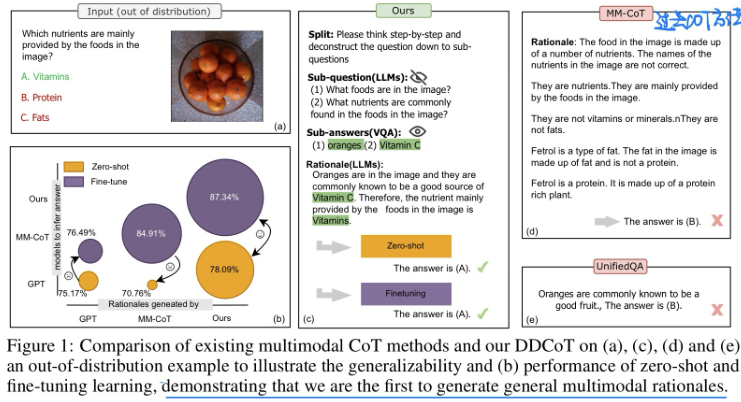 Input (out of distribution)
Which nutrients are mainly
provided by the foods in the
image?
A. Vitamins
B. Protein
C. Fats
(a)
Zero-shot
Fine-tune
models to infer answer
Ours
MM-CoT
GPT
87.34%
76.49%
84.91%
78.09%
75.17%
70.76%
Rationales geneated by
GPT
MM-CoT
Ours
(b)
Ours
Split: Please think step-by-step and
deconstruct the question down to sub-
questions
Sub-question(LLMs):
(1) What foods are in the image?
(2) What nutrients are commonly
found in the foods in the image?
Sub-answers(VQA):
(1) oranges (2) Vitamin C
Rationale(LLMs):
Oranges are in the image and they are
commonly known to be a good source of
Vitamin C. Therefore, the nutrient mainly
provided by the foods in the image is
Vitamins.
Zero-shot
The answer is (A).
Finetuning
The answer is (A).
(c)
MM-CoT
过去COT方法
Rationale: The food in the image is made up
of a number of nutrients. The names of the
nutrients in the image are not correct.
They are nutrients.They are mainly provided
by the foods in the image.
They are not vitamins or minerals.nThey are
not fats.
Fetrol is a type of fat. The fat in the image is
made up of fat and is not a protein.
Fetrol is a protein. It is made up of a protein
rich plant.
The answer is (B).
(d)
UnifiedQA
Oranges are commonly known to be a
good fruit., The answer is (B).
(e)
Figure 1: Comparison of existing multimodal CoT methods and our DDCoT on (a), (c), (d) and (e)
an out-of-distribution example to illustrate the generalizability and (b) performance of zero-shot and
fine-tuning learning, demonstrating that we are the first to generate general multimodal rationales.